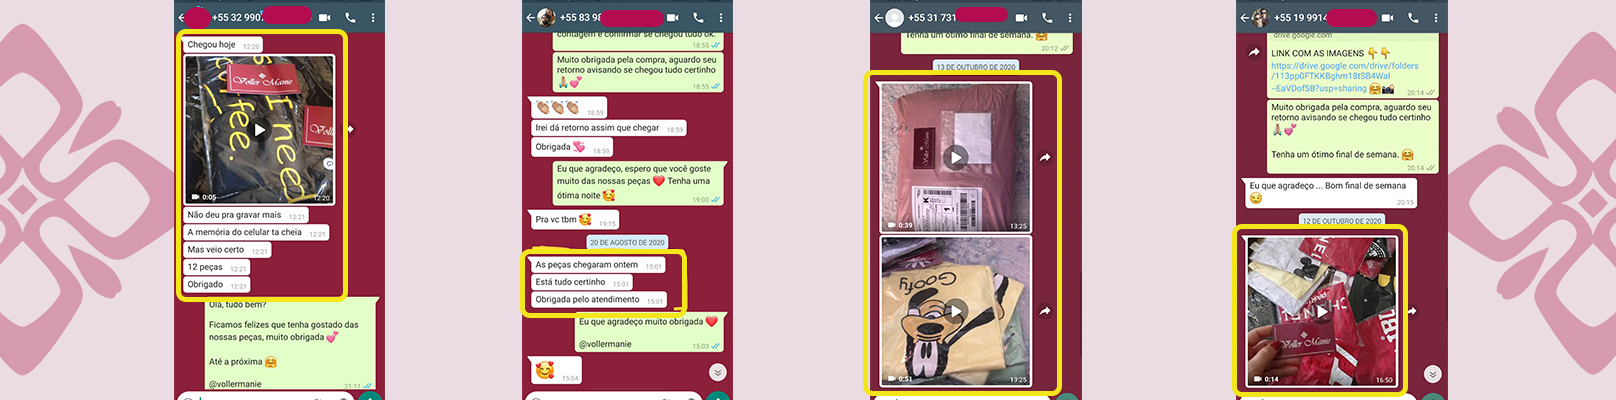 +55 32 990
Chegou hoje 12:20
Voller Manie
I need
fee.
Voll
0:05
12:20
Não deu pra gravar mais 12:21
A memória do celular ta cheia 12:21
Mas veio certo 12:21
12 peças 12:21
Obrigado 12:21
Olá, tudo bem?
Ficamos felizes que tenha gostado das
nossas peças, muito obrigada 💕
Até a próxima 🤗
@vollermanie
21:11
+55 83 98
contagem e confirmar se chegou tudo ok.
18:55
Muito obrigada pela compra, aguardo seu
retorno avisando se chegou tudo certinho
🙏🏼💕 18:55
👏🏼👏🏼👏🏼 18:59
Irei dá retorno assim que chegar 18:59
Obrigada 💘 18:59
Eu que agradeço, espero que você goste
muito das nossas peças ❤️ Tenha uma
ótima noite 🥰 19:00
Pra vc tbm 🥰 19:15
20 DE AGOSTO DE 2020
As peças chegaram ontem 15:01
Está tudo certinho 15:01
Obrigada pelo atendimento 15:01
Eu que agradeço muito obrigada ❤️
@vollermanie 15:03
🥰 15:04
+55 31 731
Tenha um ótimo final de semana. 🤗
20:12
13 DE OUTUBRO DE 2020
Voller Manie
0:39
13:25
Goofy
0:51
13:25
+55 19 9914
drive.google.com
LINK COM AS IMAGENS 👇👇
https://drive.google.com/drive/folders
/113pp0FTKKBghm18tSB4WaI
--EaVDofSB?usp=sharing 🤗📸
20:14
Muito obrigada pela compra, aguardo seu
retorno avisando se chegou tudo certinho
🙏🏼💕
Tenha um ótimo final de semana. 🤗
20:14
Eu que agradeço ... Bom final de semana
😉 20:15
12 DE OUTUBRO DE 2020
Voller Manie
0:14
16:50